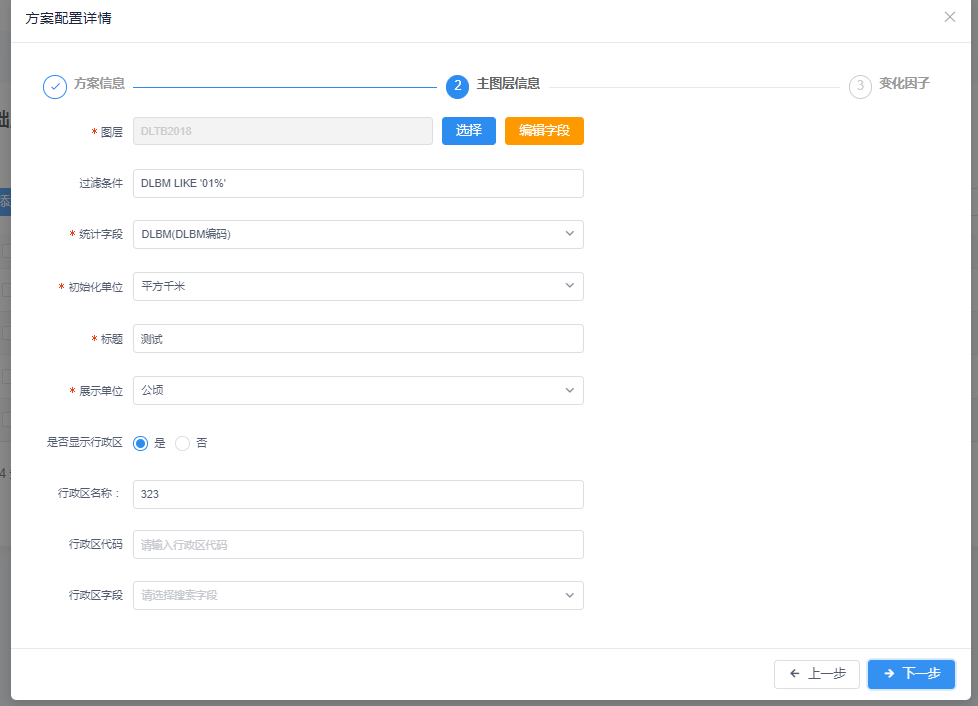 方案配置详情
方案信息
2 主图层信息
3 变化因子
* 图层 DLTB2018 选择 编辑字段
过滤条件 DLBM LIKE '01%'
* 统计字段 DLBM(DLBM编码)
* 初始化单位 平方千米
* 标题 测试
* 展示单位 公顷
是否显示行政区 是 否
行政区名称： 323
行政区代码 请输入行政区代码
行政区字段 请选择搜索字段
上一步 下一步